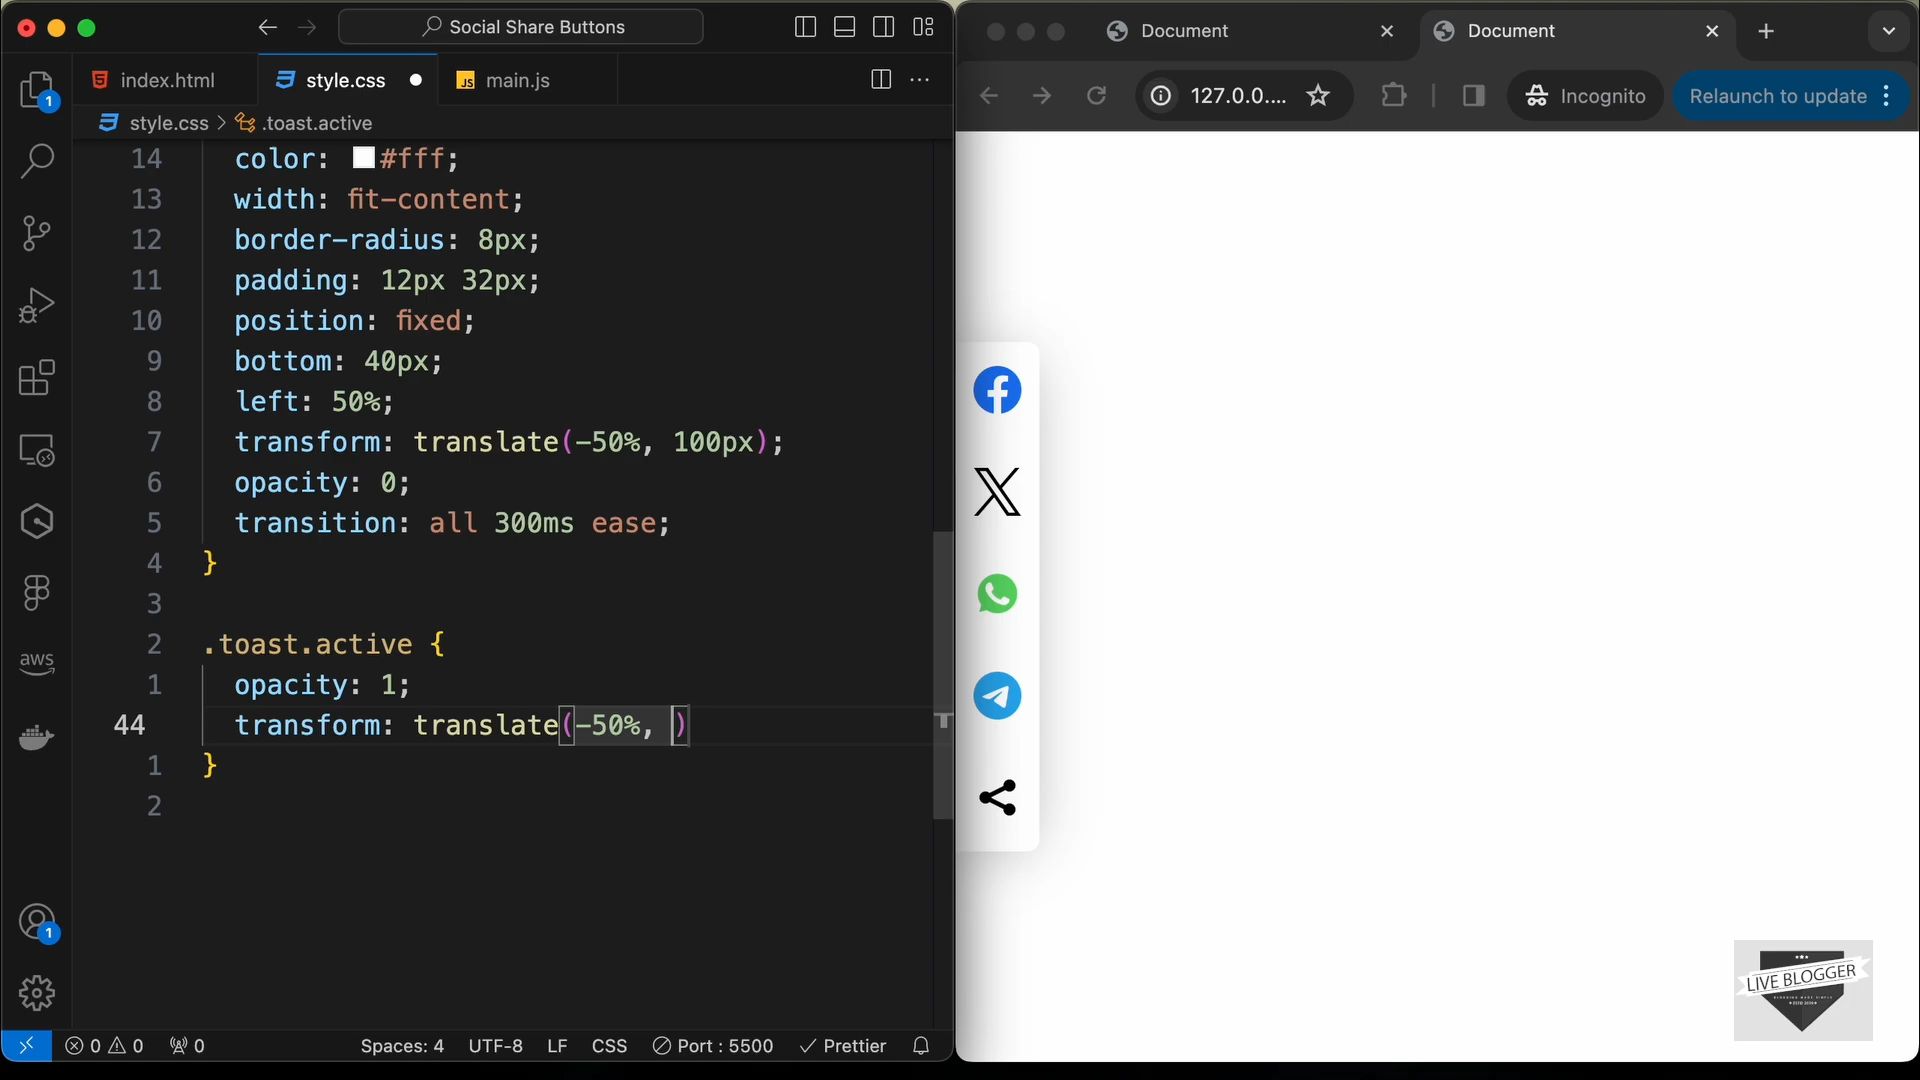 Social Share Buttons
index.html
style.css
JS main.js
style.css > .toast.active
14 color: #fff;
13 width: fit-content;
12 border-radius: 8px;
11 padding: 12px 32px;
10 position: fixed;
9 bottom: 40px;
8 left: 50%;
7 transform: translate(-50%, 100px);
6 opacity: 0;
5 transition: all 300ms ease;
4 }
3
2 .toast.active {
1 opacity: 1;
44 transform: translate(-50%, )
1 }
2
1
aws
1
0 0 0
Spaces: 4 UTF-8 LF CSS Port : 5500 Prettier
Document
Document
127.0.0....
Incognito
Relaunch to update
LIVE BLOGGER